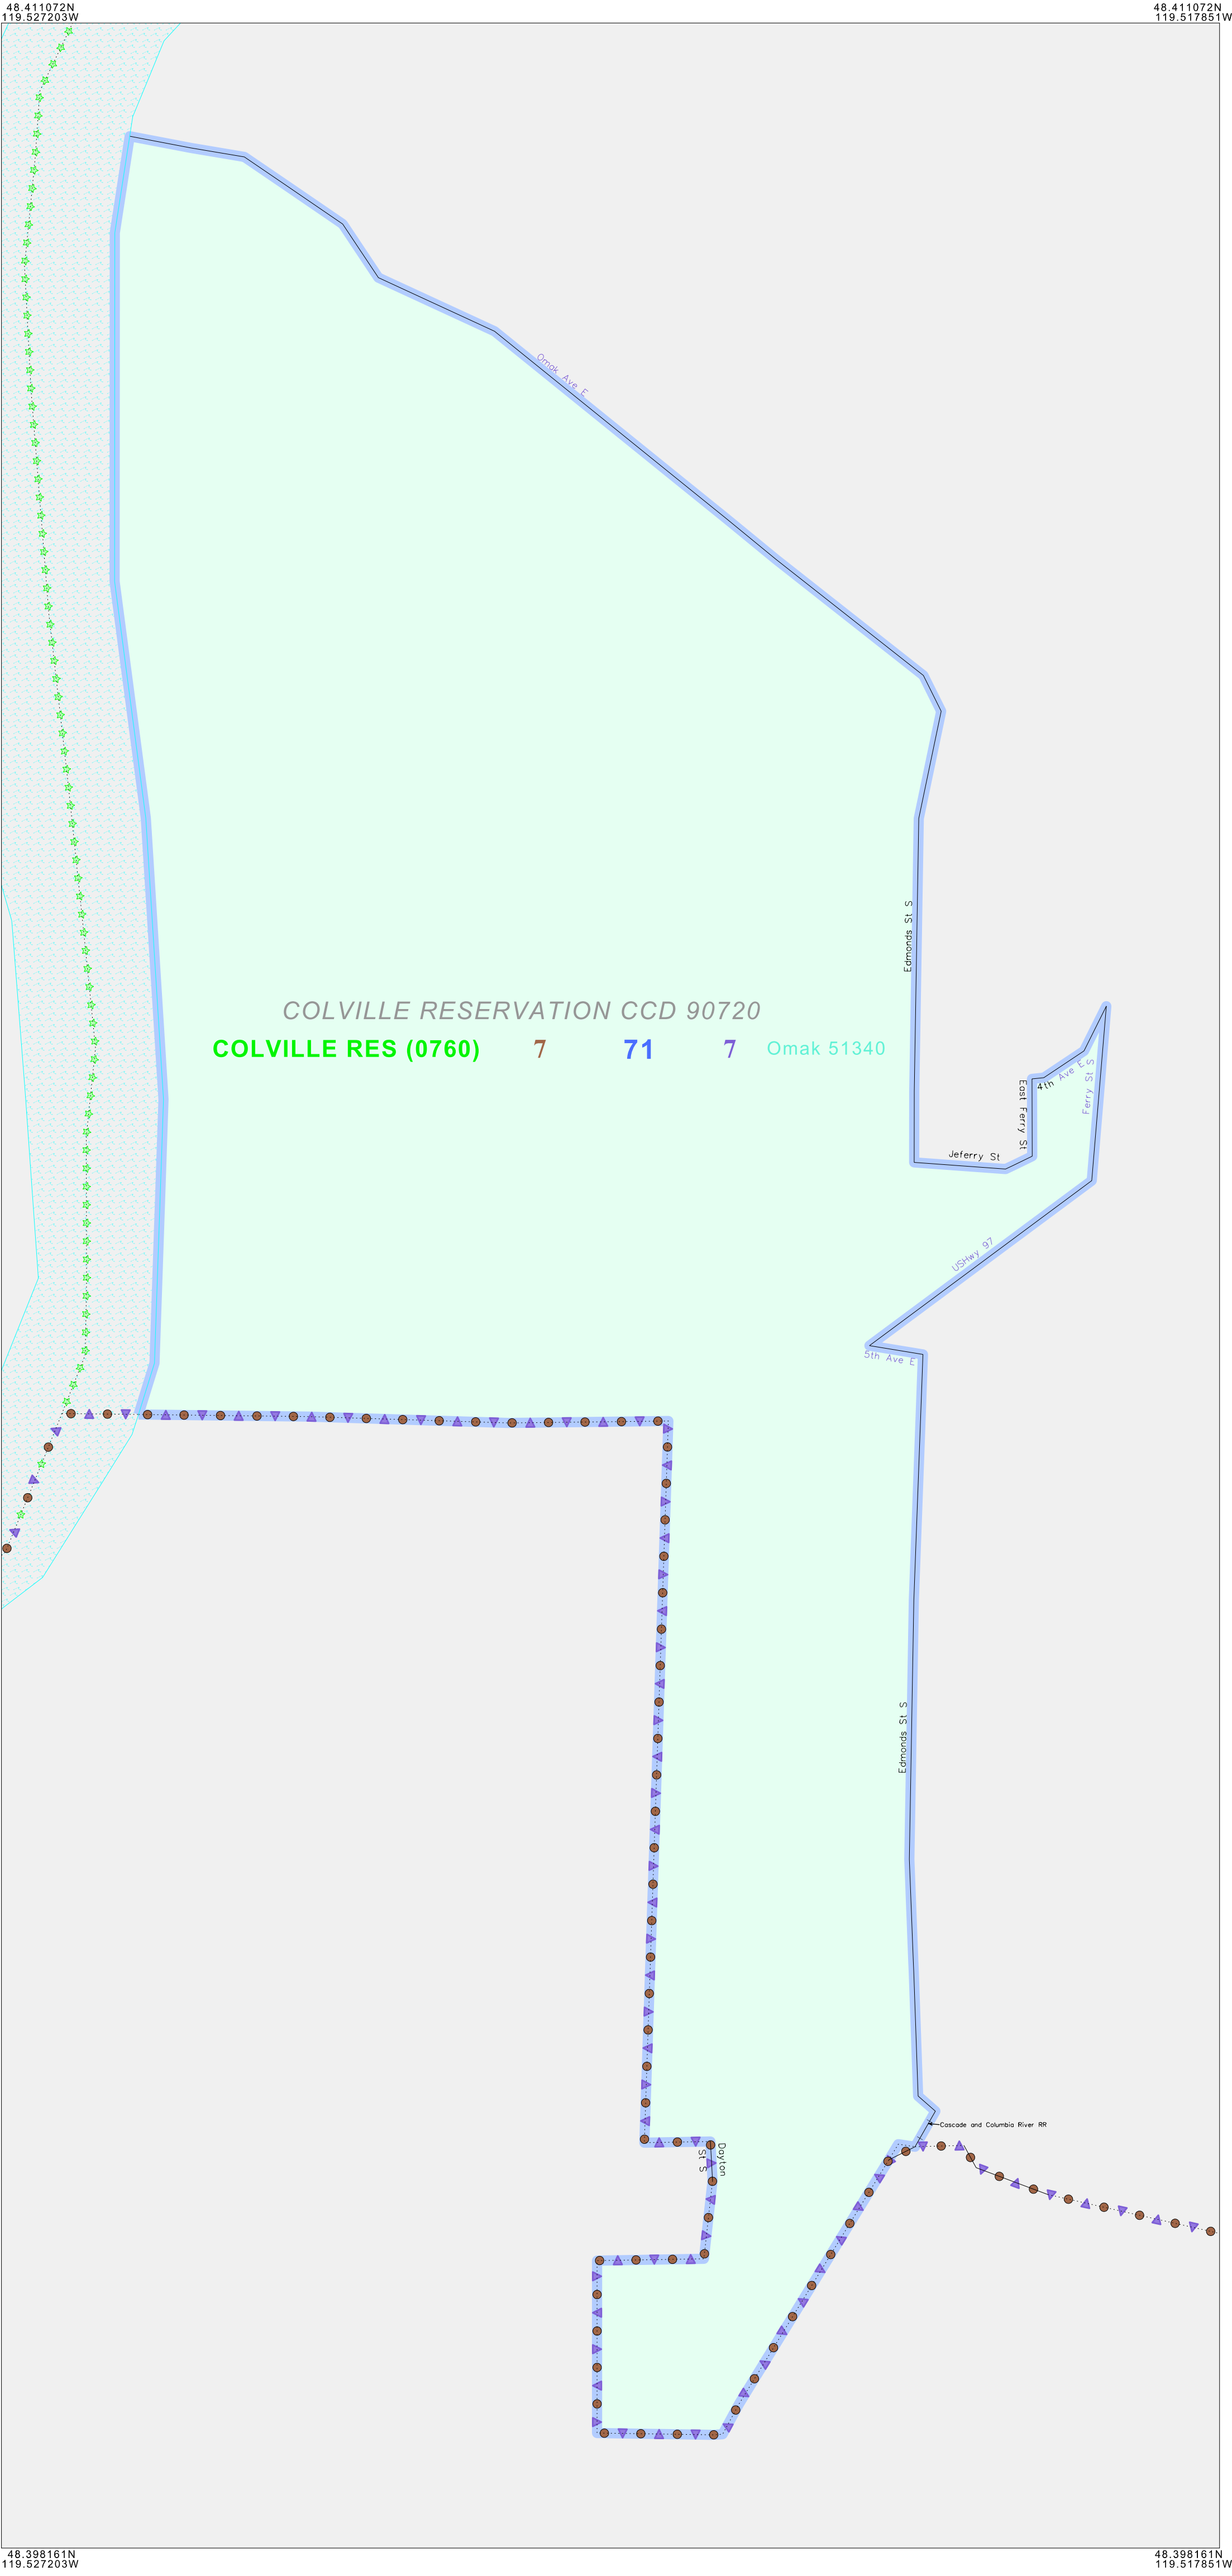 48.411072N
119.527203W
48.411072N
119.517851W
Omak Ave E
Edmonds St S
COLVILLE RESERVATION CCD 90720
COLVILLE RES (0760) 7 71 7 Omak 51340
4th Ave E
Ferry St S
East Ferry St
Jeferry St
USHwy 97
5th Ave E
Edmonds St S
Cascade and Columbia River RR
Dayton
St S
48.398161N
119.527203W
48.398161N
119.517851W